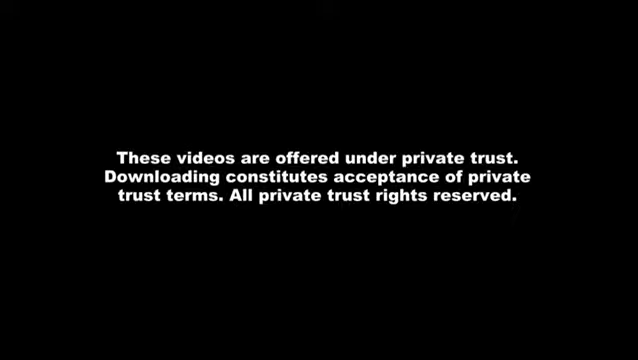 These videos are offered under private trust.
Downloading constitutes acceptance of private
trust terms. All private trust rights reserved.